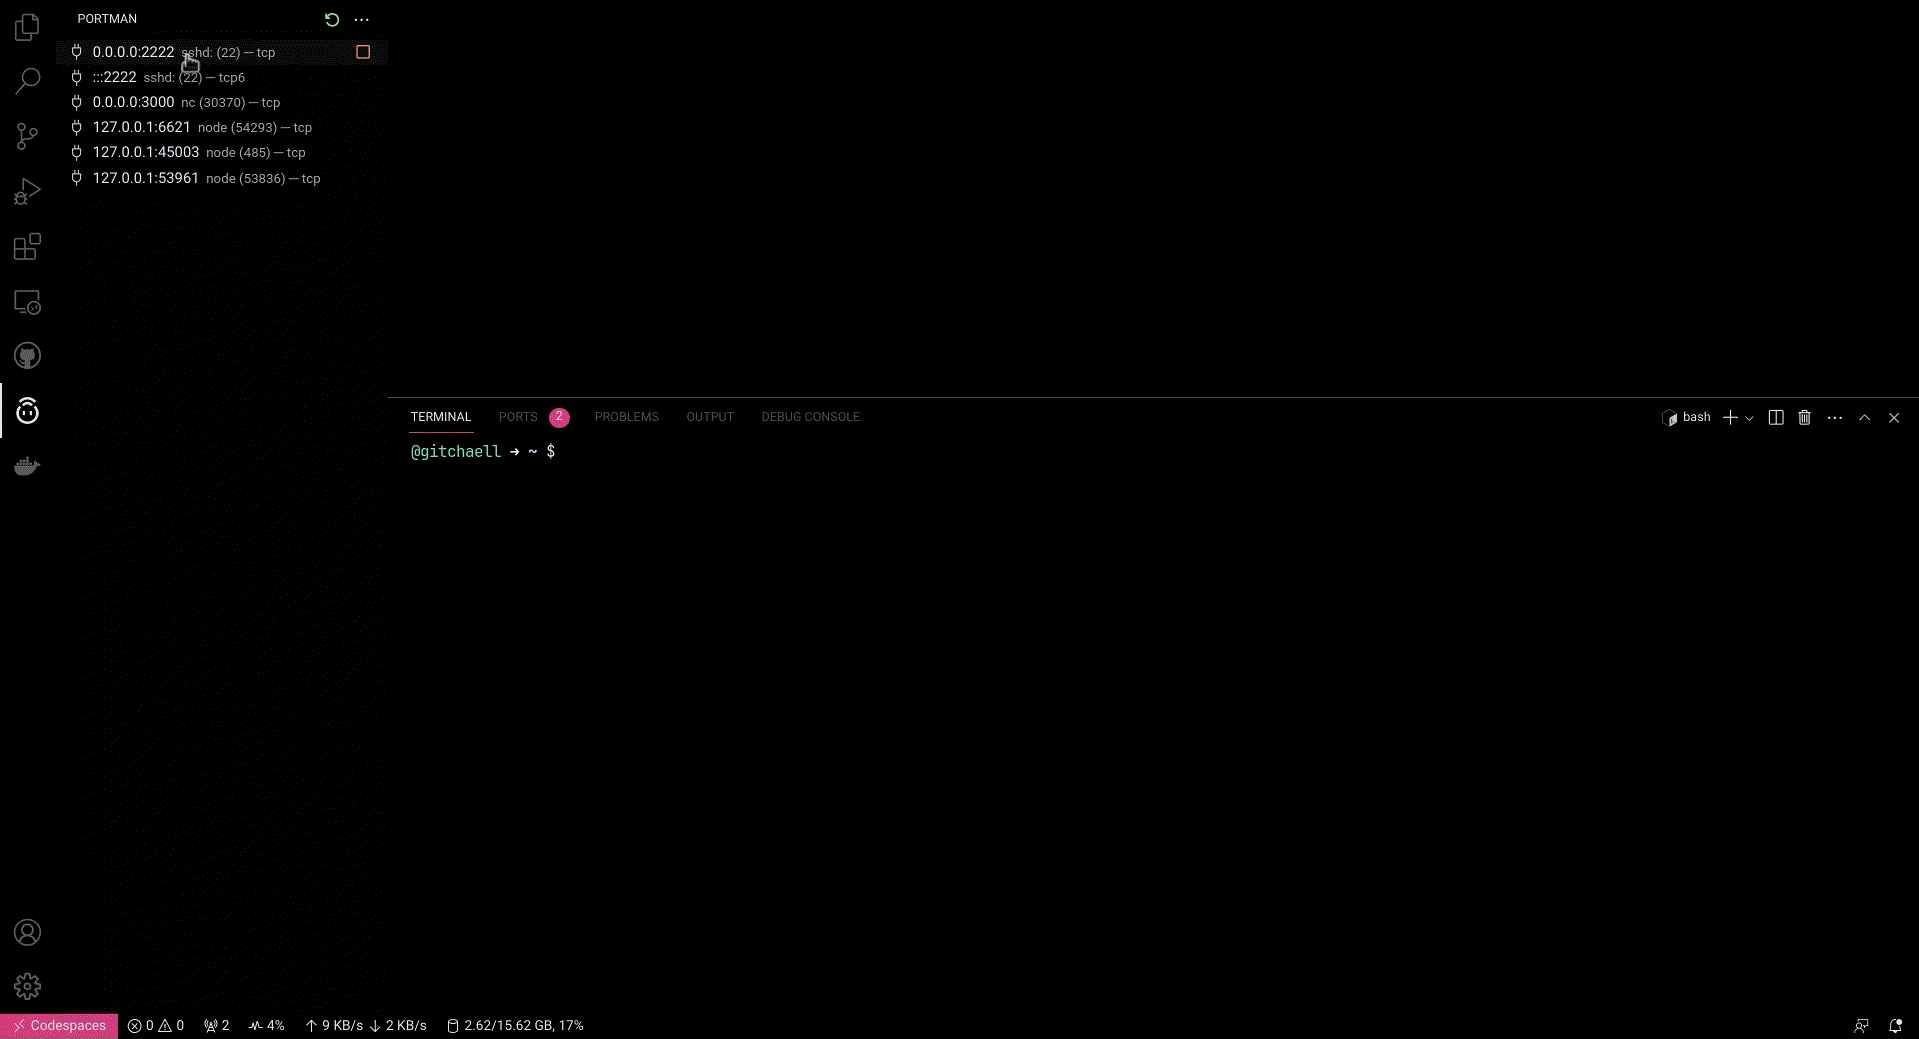 PORTMAN
0.0.0.0:2222 sshd: (22) — tcp
:::2222 sshd: (22) — tcp6
0.0.0.0:3000 nc (30370) — tcp
127.0.0.1:6621 node (54293) — tcp
127.0.0.1:45003 node (485) — tcp
127.0.0.1:53961 node (53836) — tcp
TERMINAL PORTS 2 PROBLEMS OUTPUT DEBUG CONSOLE bash
@gitchaell ➜ ~ $
Codespaces 0 0 2 4% ↑ 9 KB/s ↓ 2 KB/s 2.62/15.62 GB, 17%